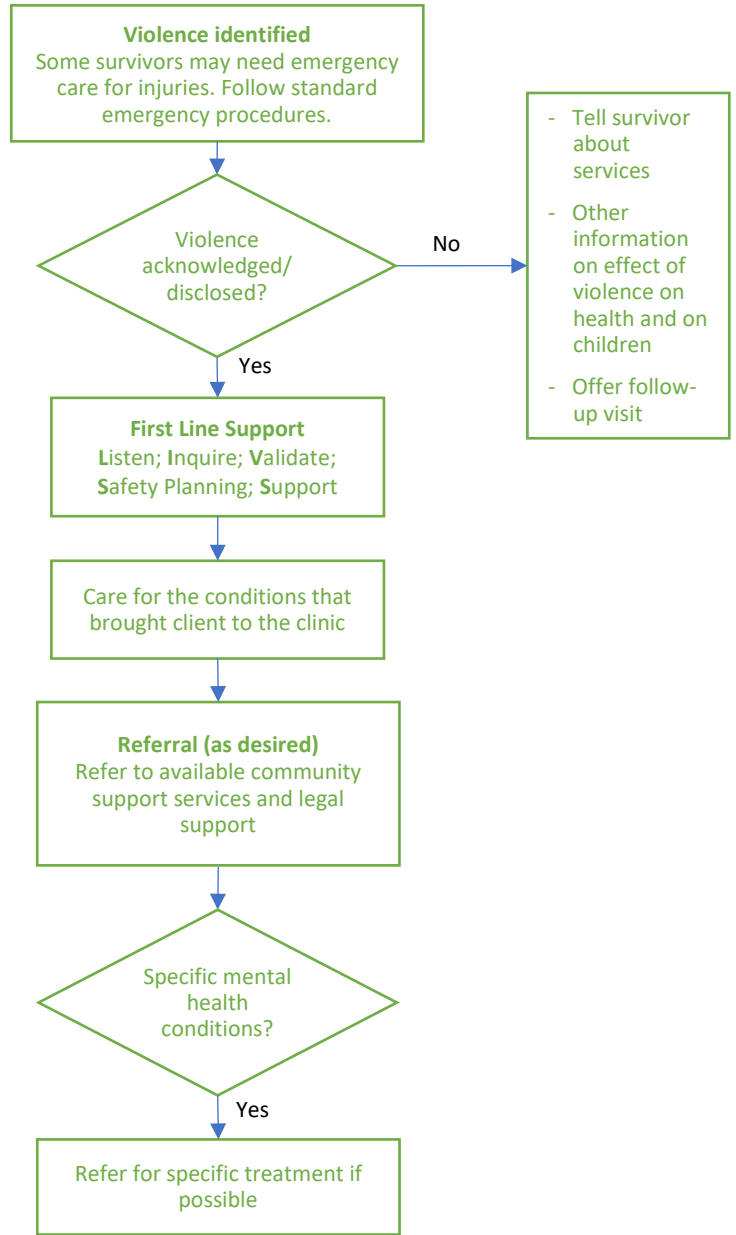 Violence identified
Some survivors may need emergency
care for injuries. Follow standard
emergency procedures.
Violence
acknowledged/
disclosed?
No
- Tell survivor
about
services
- Other
information
on effect of
violence on
health and on
children
- Offer follow-
up visit
Yes
First Line Support
Listen; Inquire; Validate;
Safety Planning; Support
Care for the conditions that
brought client to the clinic
Referral (as desired)
Refer to available community
support services and legal
support
Specific mental
health
conditions?
Yes
Refer for specific treatment if
possible